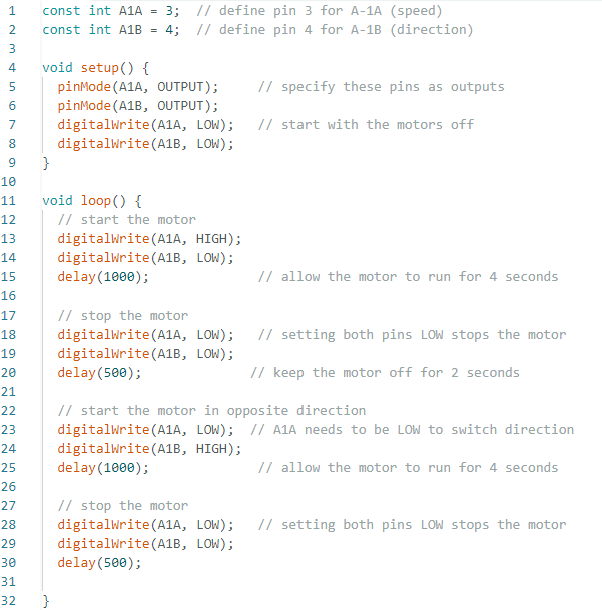 1 const int A1A = 3;  // define pin 3 for A-1A (speed)
2 const int A1B = 4;  // define pin 4 for A-1B (direction)
3
4 void setup() {
5   pinMode(A1A, OUTPUT);     // specify these pins as outputs
6   pinMode(A1B, OUTPUT);
7   digitalWrite(A1A, LOW);   // start with the motors off
8   digitalWrite(A1B, LOW);
9 }
10
11 void loop() {
12   // start the motor
13   digitalWrite(A1A, HIGH);
14   digitalWrite(A1B, LOW);
15   delay(1000);              // allow the motor to run for 4 seconds
16
17   // stop the motor
18   digitalWrite(A1A, LOW);   // setting both pins LOW stops the motor
19   digitalWrite(A1B, LOW);
20   delay(500);              // keep the motor off for 2 seconds
21
22   // start the motor in opposite direction
23   digitalWrite(A1A, LOW);  // A1A needs to be LOW to switch direction
24   digitalWrite(A1B, HIGH);
25   delay(1000);              // allow the motor to run for 4 seconds
26
27   // stop the motor
28   digitalWrite(A1A, LOW);   // setting both pins LOW stops the motor
29   digitalWrite(A1B, LOW);
30   delay(500);
31
32 }